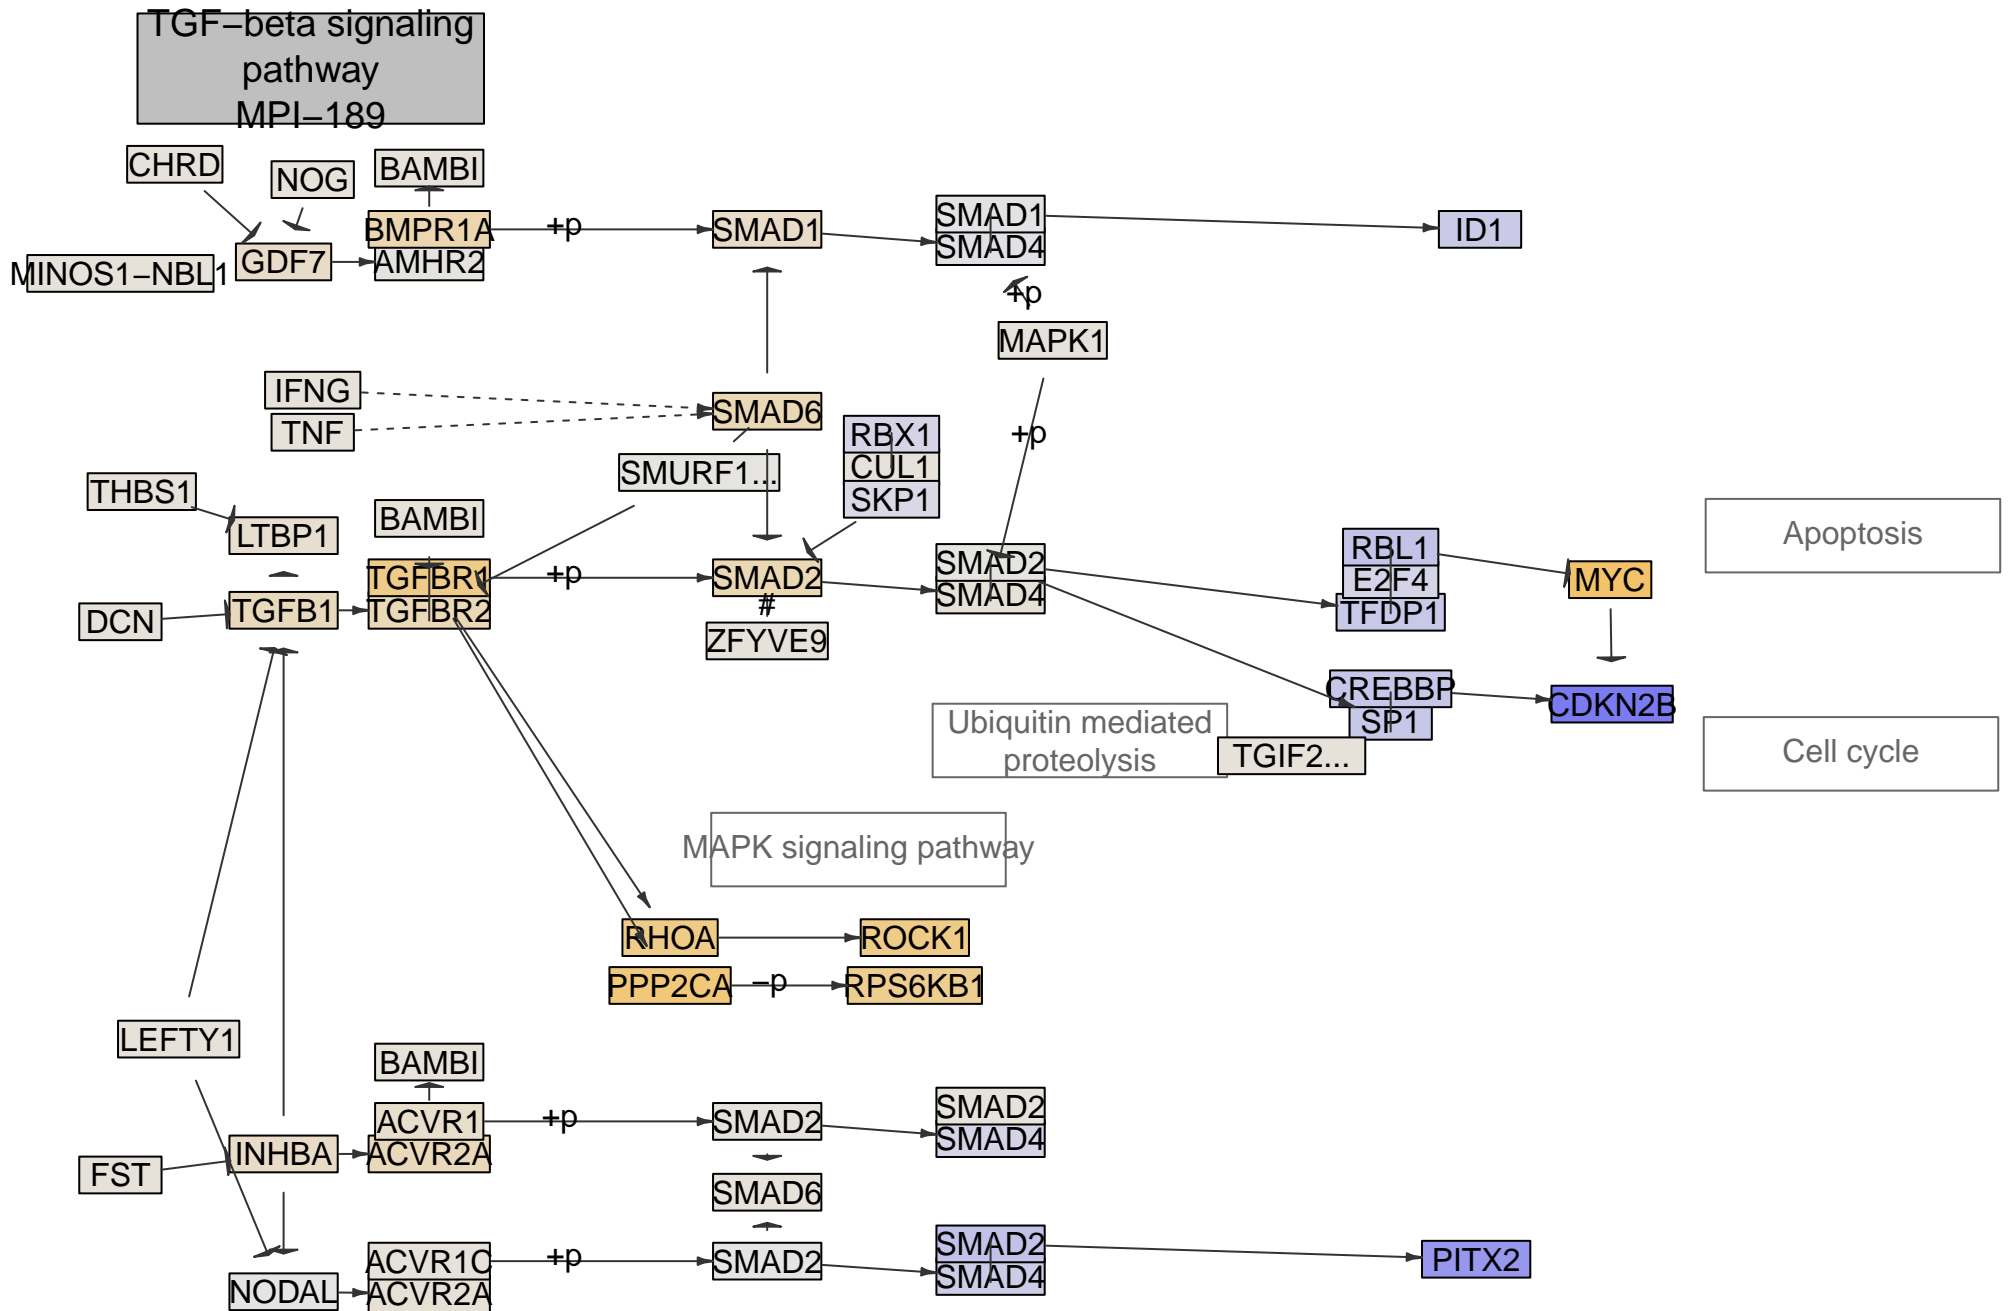 TGF−beta signaling
pathway
MPI−189
CHRD
NOG
BAMBI
BMPR1A
+p
SMAD1
SMAD1
SMAD4
ID1
MINOS1−NBL1
GDF7
AMHR2
+p
MAPK1
IFNG
TNF
SMAD6
RBX1
CUL1
SKP1
+p
SMURF1...
THBS1
LTBP1
BAMBI
TGFBR1
TGFBR2
+p
SMAD2
#
ZFYVE9
SMAD2
SMAD4
RBL1
E2F4
TFDP1
MYC
Apoptosis
DCN
TGFB1
CREBBP
SP1
TGIF2...
CDKN2B
Ubiquitin mediated
proteolysis
Cell cycle
MAPK signaling pathway
RHOA
ROCK1
PPP2CA
−p
RPS6KB1
LEFTY1
BAMBI
ACVR1
ACVR2A
+p
SMAD2
SMAD2
SMAD4
INHBA
FST
SMAD6
ACVR1C
ACVR2A
+p
SMAD2
SMAD2
SMAD4
PITX2
NODAL